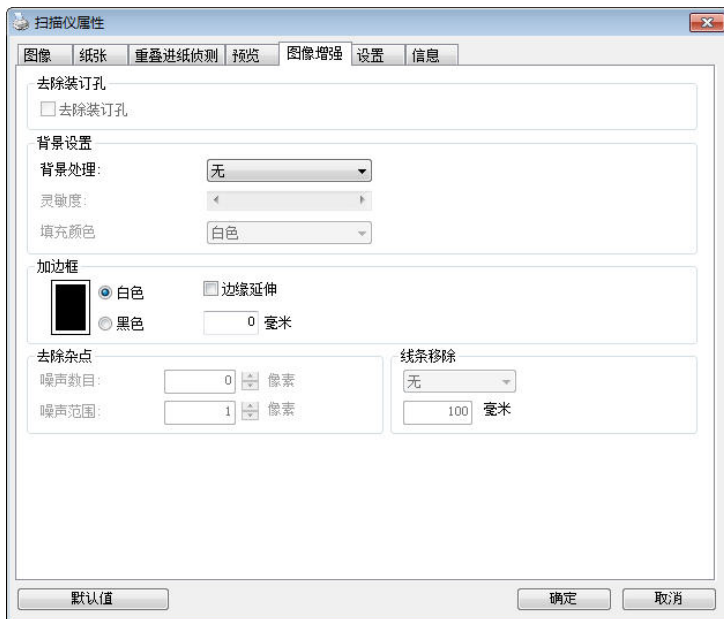 扫描仪属性
图像 纸张 重叠进纸侦测 预览 图像增强 设置 信息
去除装订孔
去除装订孔
背景设置
背景处理: 无
灵敏度:
填充颜色 白色
加边框
白色 边缘延伸
黑色 0 毫米
去除杂点 线条移除
噪声数目: 0 像素 无
噪声范围: 1 像素 100 毫米
默认值 确定 取消